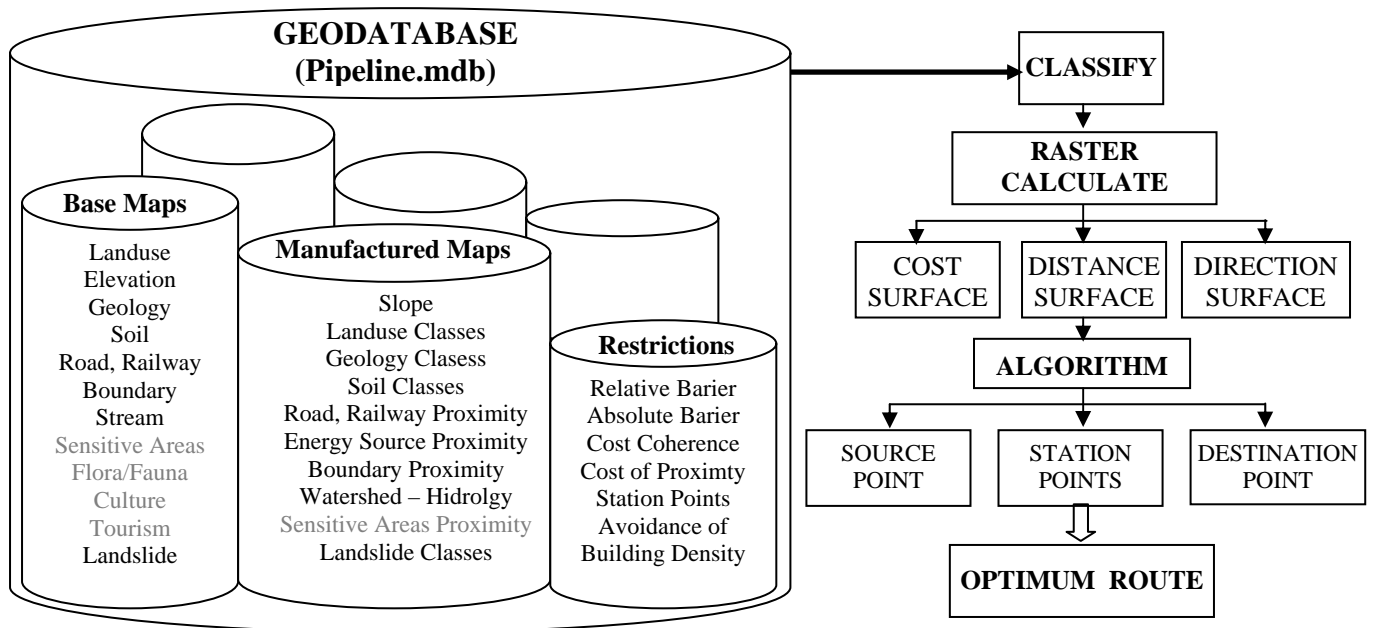 GEODATABASE
(Pipeline.mdb)
Base Maps
Landuse
Elevation
Geology
Soil
Road, Railway
Boundary
Stream
Sensitive Areas
Flora/Fauna
Culture
Tourism
Landslide
Manufactured Maps
Slope
Landuse Classes
Geology Clasess
Soil Classes
Road, Railway Proximity
Energy Source Proximity
Boundary Proximity
Watershed – Hidrolgy
Sensitive Areas Proximity
Landslide Classes
Restrictions
Relative Barier
Absolute Barier
Cost Coherence
Cost of Proximty
Station Points
Avoidance of
Building Density
CLASSIFY
RASTER
CALCULATE
COST
SURFACE
DISTANCE
SURFACE
DIRECTION
SURFACE
ALGORITHM
SOURCE
POINT
STATION
POINTS
DESTINATION
POINT
OPTIMUM ROUTE